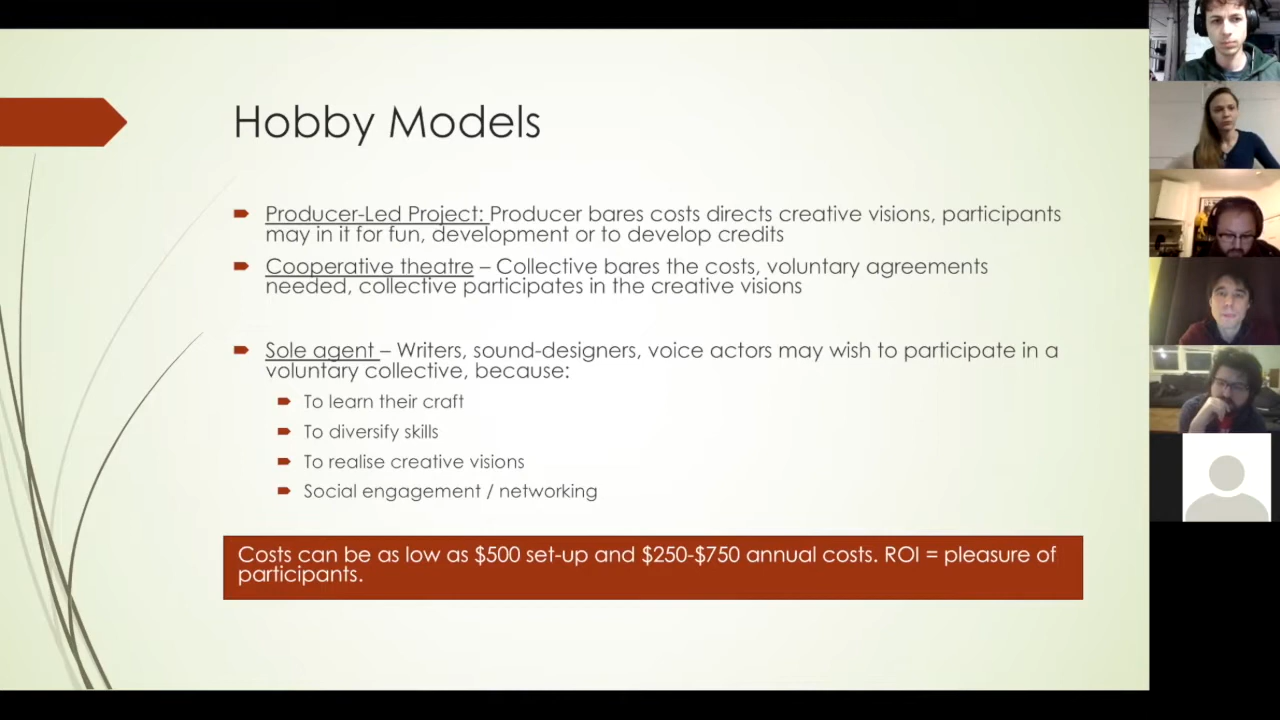 Hobby Models
Producer-Led Project: Producer bares costs directs creative visions, participants
may in it for fun, development or to develop credits
Cooperative theatre – Collective bares the costs, voluntary agreements
needed, collective participates in the creative visions
Sole agent – Writers, sound-designers, voice actors may wish to participate in a
voluntary collective, because:
To learn their craft
To diversify skills
To realise creative visions
Social engagement / networking
Costs can be as low as $500 set-up and $250-$750 annual costs. ROI = pleasure of
participants.